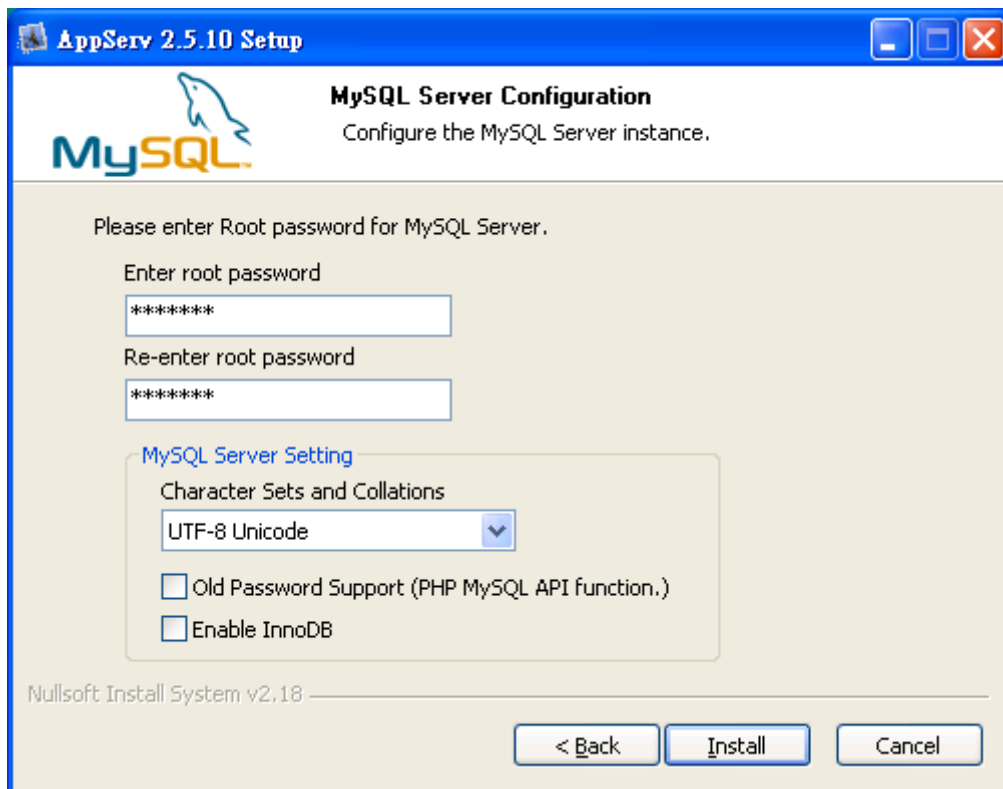 AppServ 2.5.10 Setup
MySQL™
MySQL Server Configuration
Configure the MySQL Server instance.
Please enter Root password for MySQL Server.
Enter root password
*******
Re-enter root password
*******
MySQL Server Setting
Character Sets and Collations
UTF-8 Unicode
Old Password Support (PHP MySQL API function.)
Enable InnoDB
Nullsoft Install System v2.18
< Back
Install
Cancel